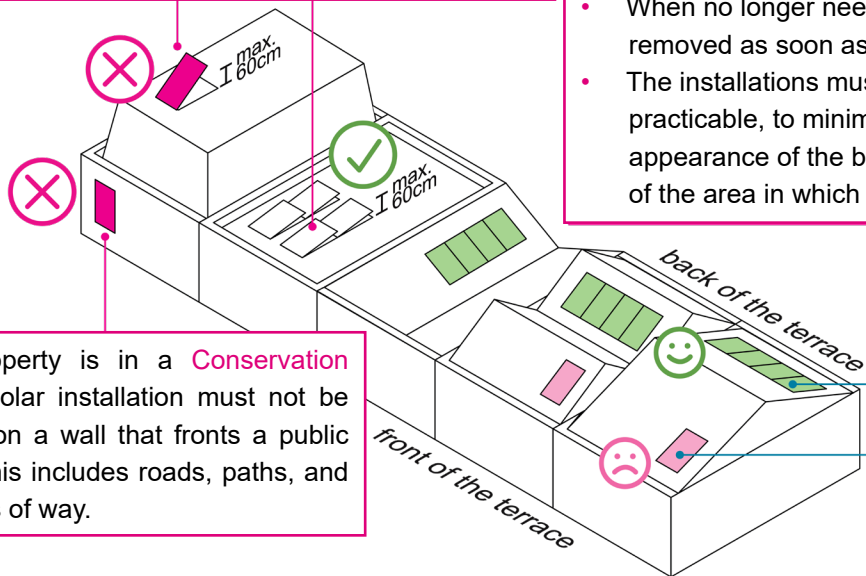 • When no longer nee
removed as soon as
• The installations mus
practicable, to minim
appearance of the b
of the area in which
max.
60cm
max.
60cm
back of the terrace
operty is in a Conservation
olar installation must not be
on a wall that fronts a public
his includes roads, paths, and
s of way.
front of the terrace